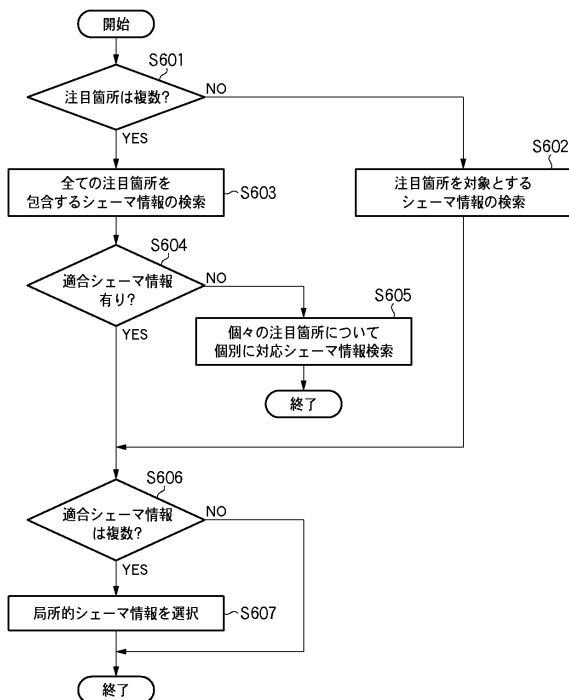 開始
S601
注目箇所は複数?
NO
YES
S602
全ての注目箇所を
包含するシェーマ情報の検索
S603
注目箇所を対象とする
シェーマ情報の検索
S604
適合シェーマ情報
有り?
NO
YES
S605
個々の注目箇所について
個別に対応シェーマ情報検索
終了
S606
適合シェーマ情報
は複数?
NO
YES
局所的シェーマ情報を選択
S607
終了